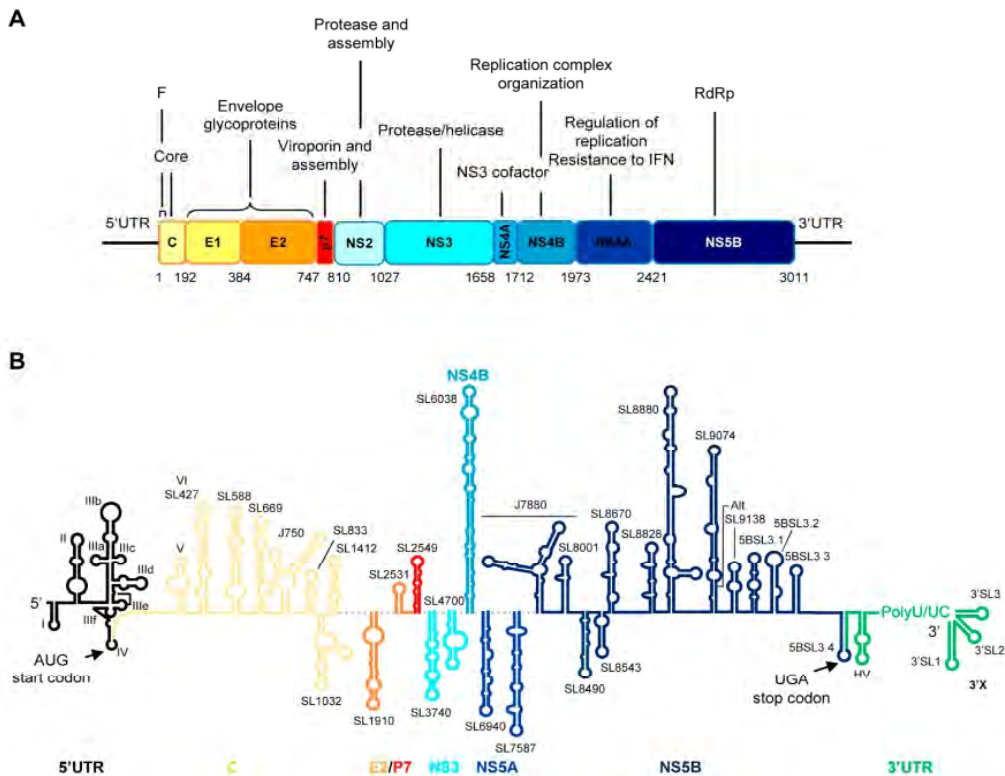 A
Protease and
assembly
Replication complex
organization
F
RdRp
Envelope
glycoproteins
Regulation of
replication
Resistance to IFN
Protease/helicase
Viroporin and
assembly
Core
NS3 cofactor
5'UTR
3'UTR
C
E1
E2
p7
NS2
NS3
NS4A
NS4B
NS5A
NS5B
1
192
384
747
810
1027
1658
1712
1973
2421
3011
B
NS4B
SL6038
SL8880
SL9074
VI
SL427
SL588
SL669
J750
SL833
SL1412
IIIb
II
IIIa
IIIc
IIId
IIIe
IIIf
V
J7880
SL8001
SL8670
SL8828
Alt
SL9138
5BSL3.1
5BSL3.2
5BSL3 3
SL2549
SL2531
SL4700
5'
I
IV
AUG
start codon
SL1032
SL1910
SL3740
SL6940
SL7587
SL8490
SL8543
5BSL3 4
UGA
stop codon
HV
PolyU/UC
3'
3'SL3
3'SL2
3'SL1
3'X
5'UTR
C
E2/P7
NS3
NS5A
NS5B
3'UTR